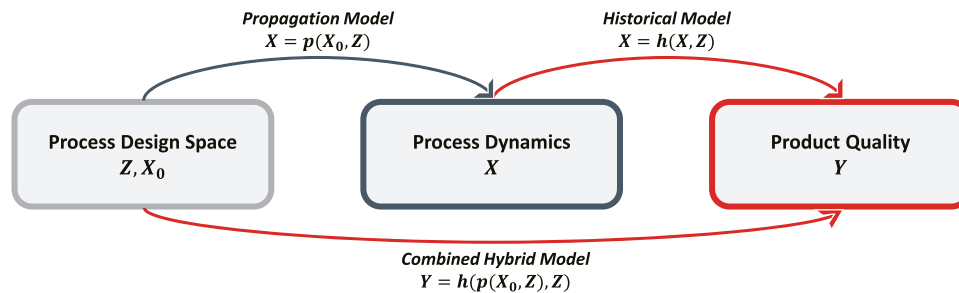 Propagation Model
X = p(X₀, Z)
Historical Model
X = h(X, Z)
Process Design Space
Z, X₀
Process Dynamics
X
Product Quality
Y
Combined Hybrid Model
Y = h(p(X₀, Z), Z)